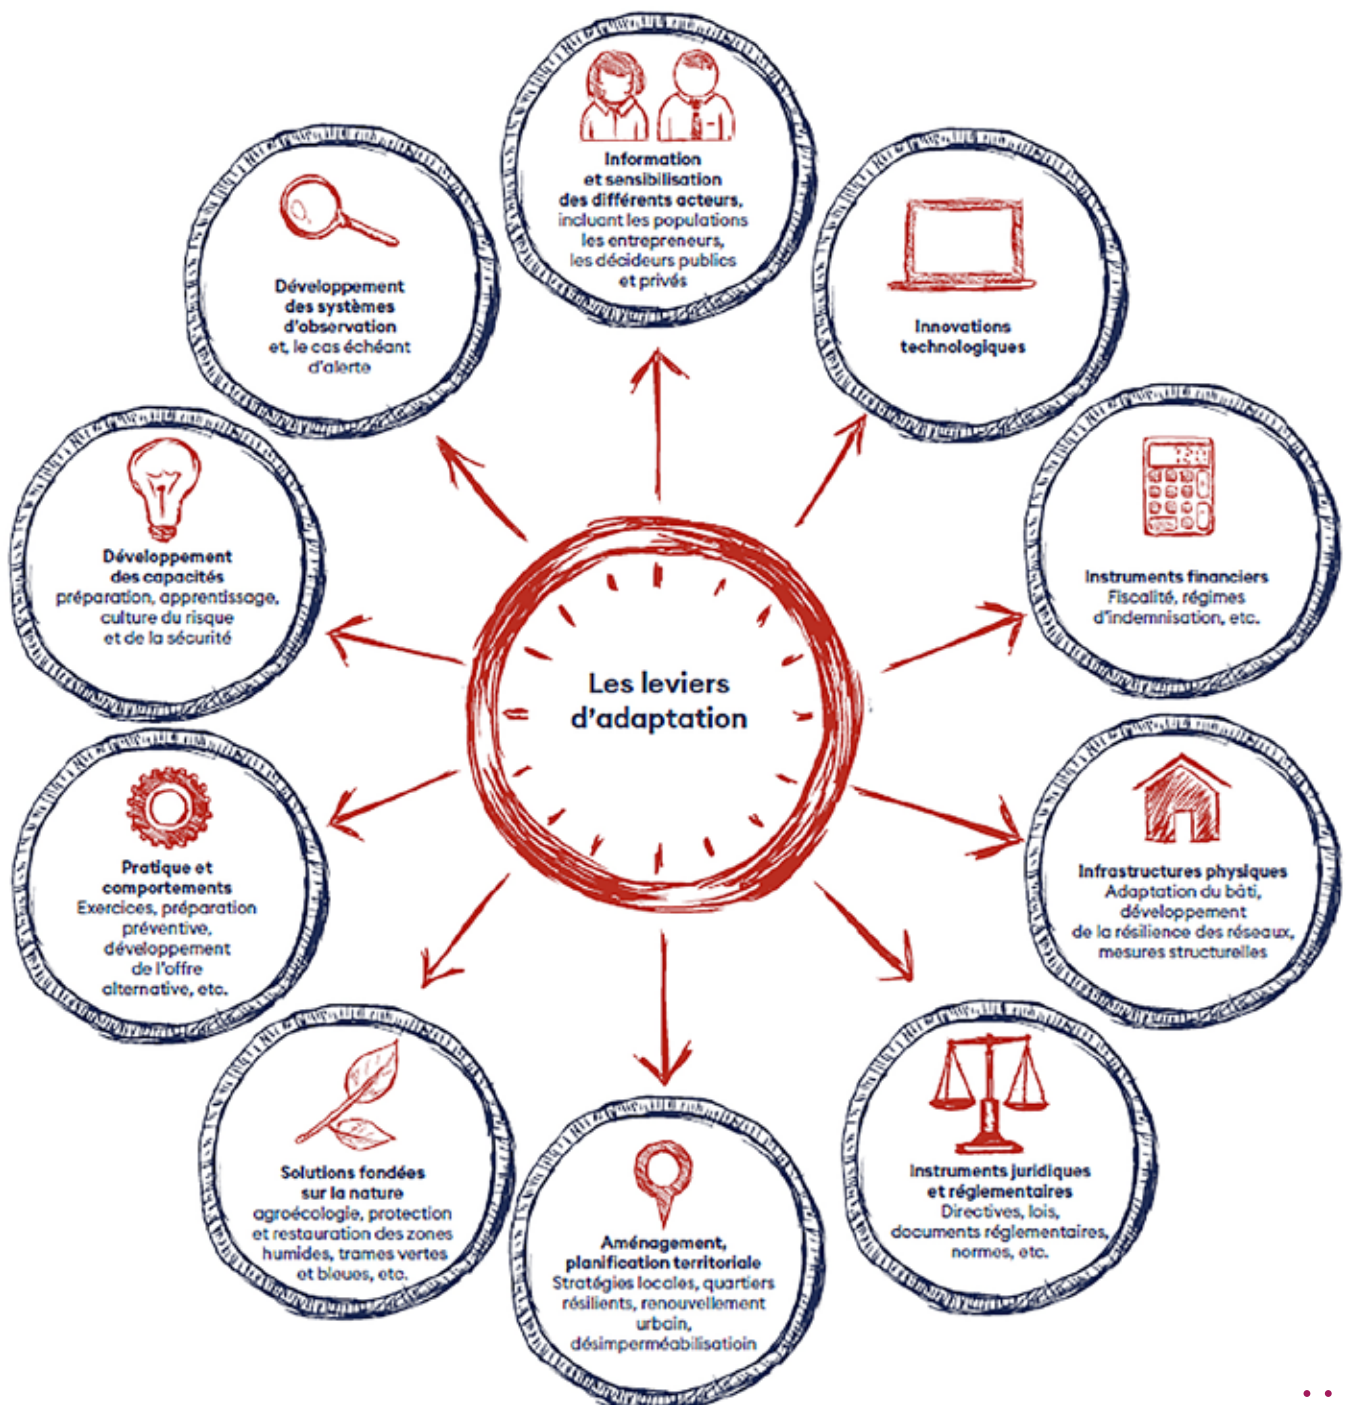 Information
et sensibilisation
des différents acteurs,
incluant les populations
les entrepreneurs,
les décideurs publics
et privés
Innovations
technologiques
Instruments financiers
Fiscalité, régimes
d'indemnisation, etc.
Infrastructures physiques
Adaptation du bâti,
développement
de la résilience des réseaux,
mesures structurelles
Instruments juridiques
et réglementaires
Directives, lois,
documents réglementaires,
normes, etc.
Aménagement,
planification territoriale
Stratégies locales, quartiers
résilients, renouvellement
urbain,
désimperméabilisatioin
Solutions fondées
sur la nature
agroécologie, protection
et restauration des zones
humides, trames vertes
et bleues, etc.
Pratique et
comportements
Exercices, préparation
préventive,
développement
de l'offre
alternative, etc.
Développement
des capacités
préparation, apprentissage,
culture du risque
et de la sécurité
Développement
des systèmes
d'observation
et, le cas échéant
d'alerte
Les leviers
d'adaptation